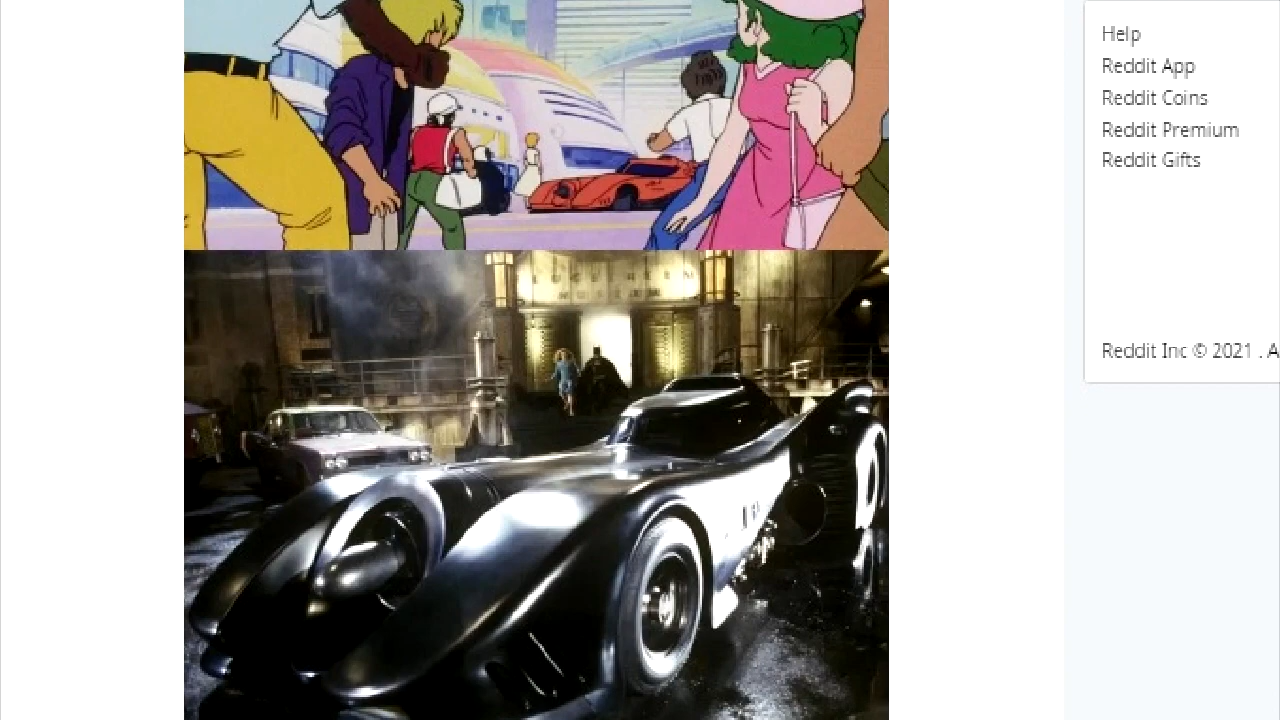 Help
Reddit App
Reddit Coins
Reddit Premium
Reddit Gifts
Reddit Inc © 2021 . A